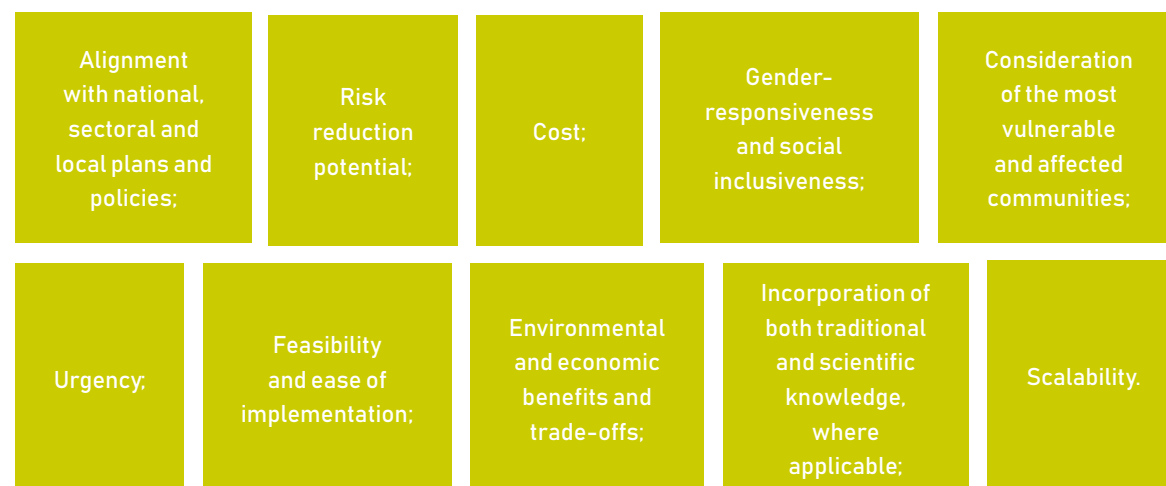 Alignment
with national,
sectoral and
local plans and
policies;
Risk
reduction
potential;
Cost;
Gender-
responsiveness
and social
inclusiveness;
Consideration
of the most
vulnerable
and affected
communities;
Urgency;
Feasibility
and ease of
implementation;
Environmental
and economic
benefits and
trade-offs;
Incorporation of
both traditional
and scientific
knowledge,
where
applicable;
Scalability.